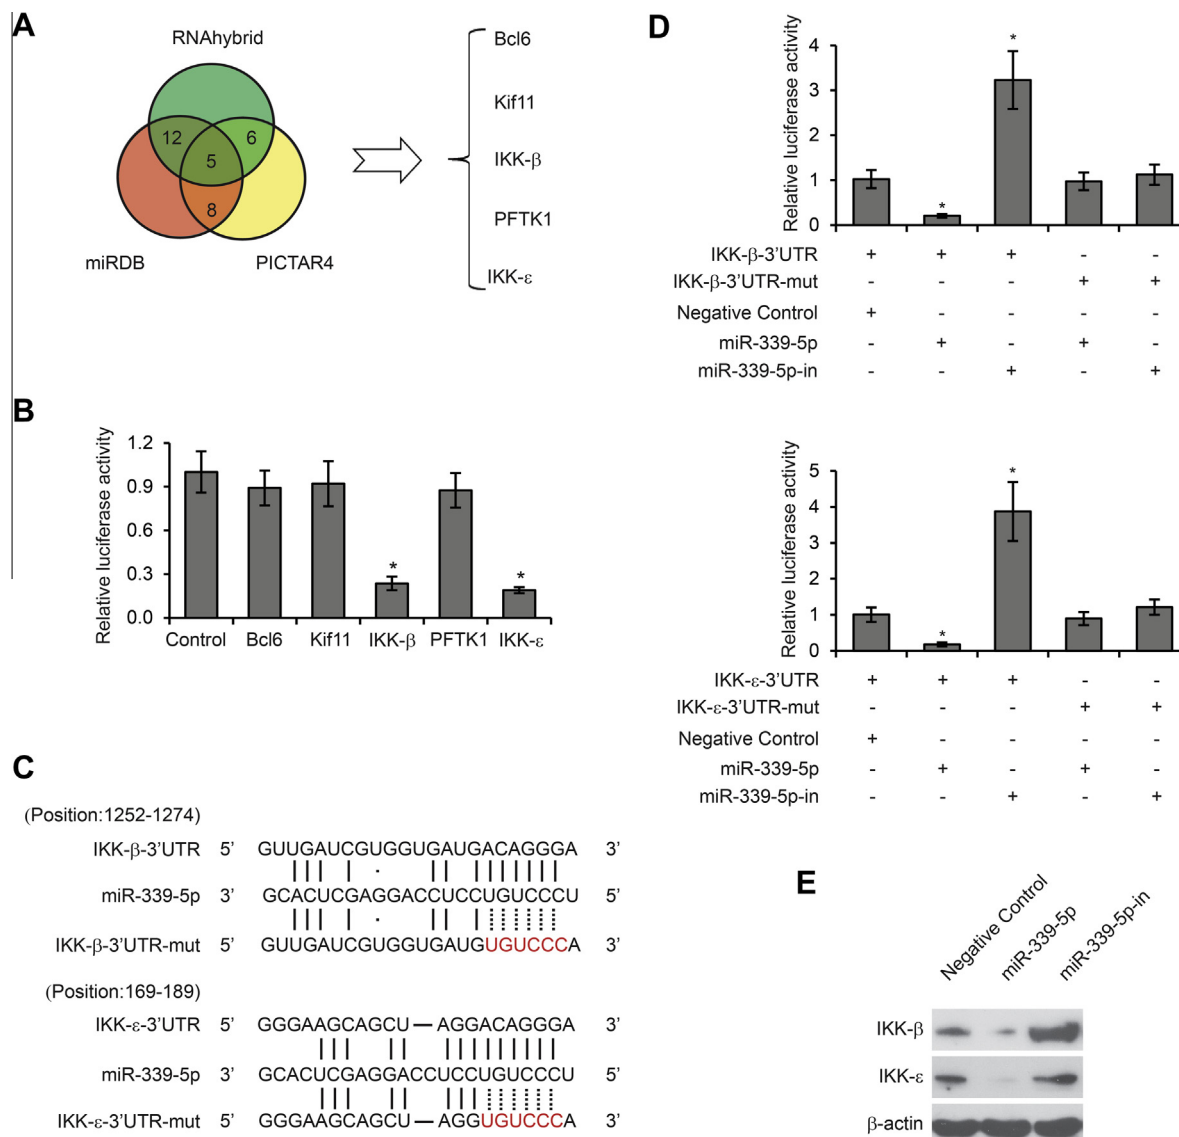 A
RNAhybrid
12
6
5
8
miRDB
PICTAR4
Bcl6
Kif11
IKK-β
PFTK1
IKK-ε
B
Relative luciferase activity
1.2
0.9
0.6
0.3
0.0
* *
Control Bcl6 Kif11 IKK-β PFTK1 IKK-ε
C
(Position:1252-1274)
IKK-β-3’UTR 5’ GUUGAUCGUGGUGAUGACAGGGA 3’
miR-339-5p 3’ GCACUCGAGGACCUCCUGUCCCU 5’
IKK-β-3’UTR-mut 5’ GUUGAUCGUGGUGAUGUGUCCCA 3’
(Position:169-189)
IKK-ε-3’UTR 5’ GGGAAGCAGCU — AGGACAGGGA 3’
miR-339-5p 3’ GCACUCGAGGACCUCCUGUCCCU 5’
IKK-ε-3’UTR-mut 5’ GGGAAGCAGCU — AGGUGUCCCA 3’
D
Relative luciferase activity
4
3
2
1
0
* *
IKK-β-3’UTR + + + - -
IKK-β-3’UTR-mut - - - + +
Negative Control + - - - -
miR-339-5p - + - + -
miR-339-5p-in - - + - +
Relative luciferase activity
5
4
3
2
1
0
* *
IKK-ε-3’UTR + + + - -
IKK-ε-3’UTR-mut - - - + +
Negative Control + - - - -
miR-339-5p - + - + -
miR-339-5p-in - - + - +
E
Negative Control
miR-339-5p
miR-339-5p-in
IKK-β
IKK-ε
β-actin